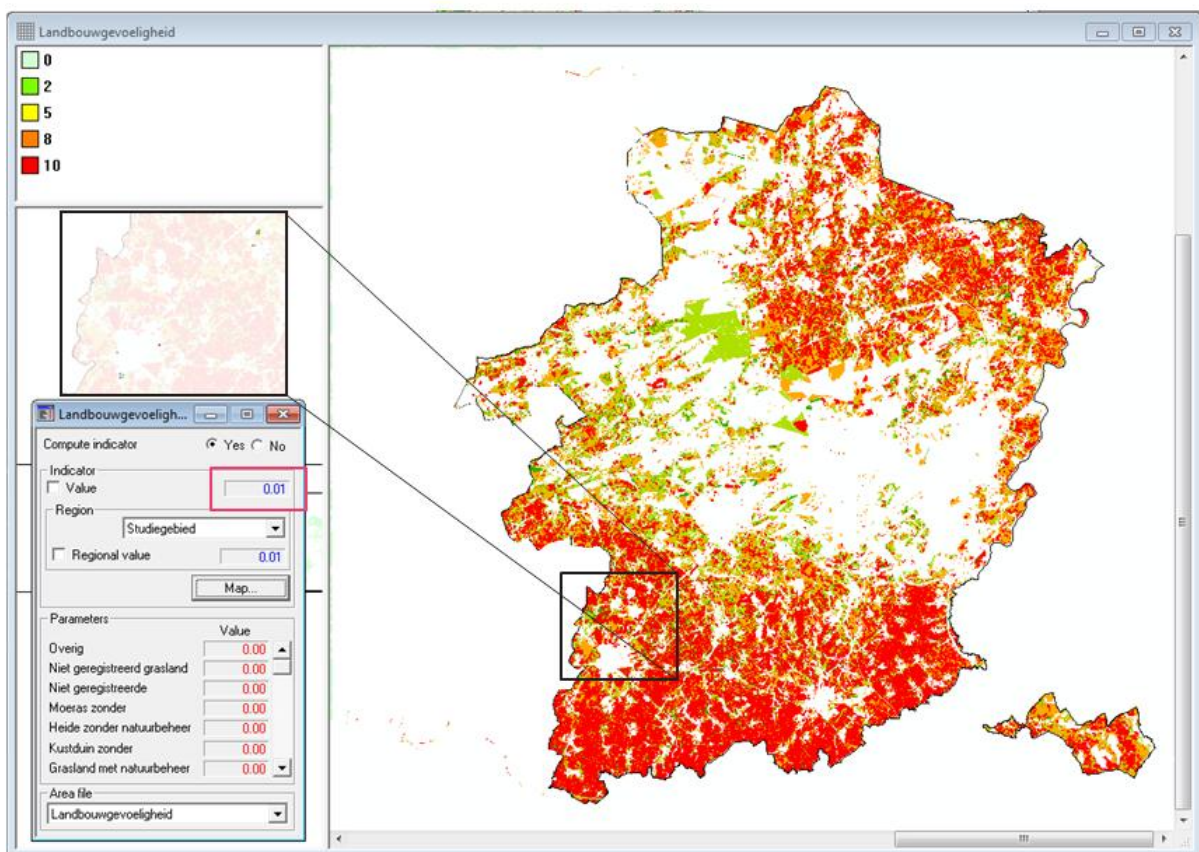 Landbouwgevoeligheid
0
2
5
8
10
Landbouwgevoeligh...
Compute indicator Yes No
Indicator
Value 0.01
Region
Studiegebied
Regional value 0.01
Map...
Parameters
Value
Overig 0.00
Niet geregistreerd grasland 0.00
Niet geregistreerde 0.00
Moeras zonder 0.00
Heide zonder natuurbeheer 0.00
Kustduin zonder 0.00
Grasland met natuurbeheer 0.00
Area file
Landbouwgevoeligheid